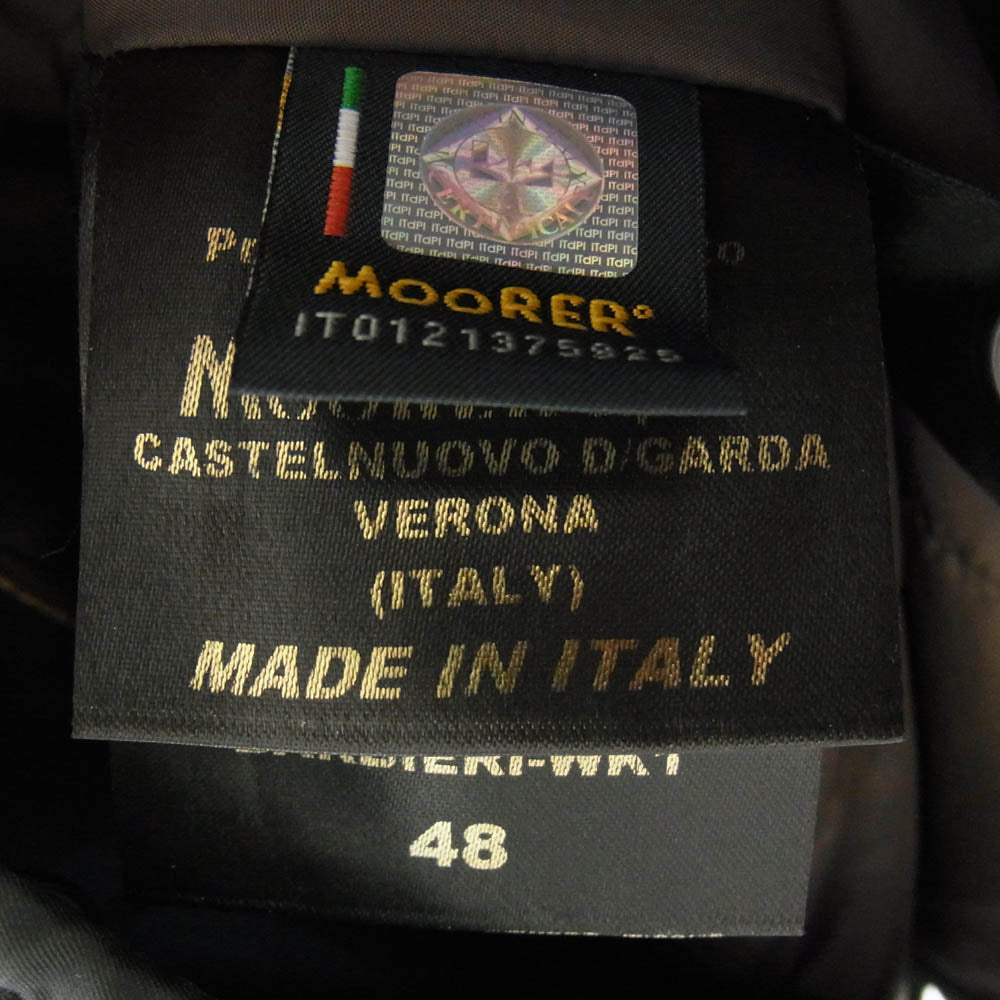 MOORER®
IT0121375925
CASTELNUOVO D/GARDA
VERONA
(ITALY)
MADE IN ITALY
48